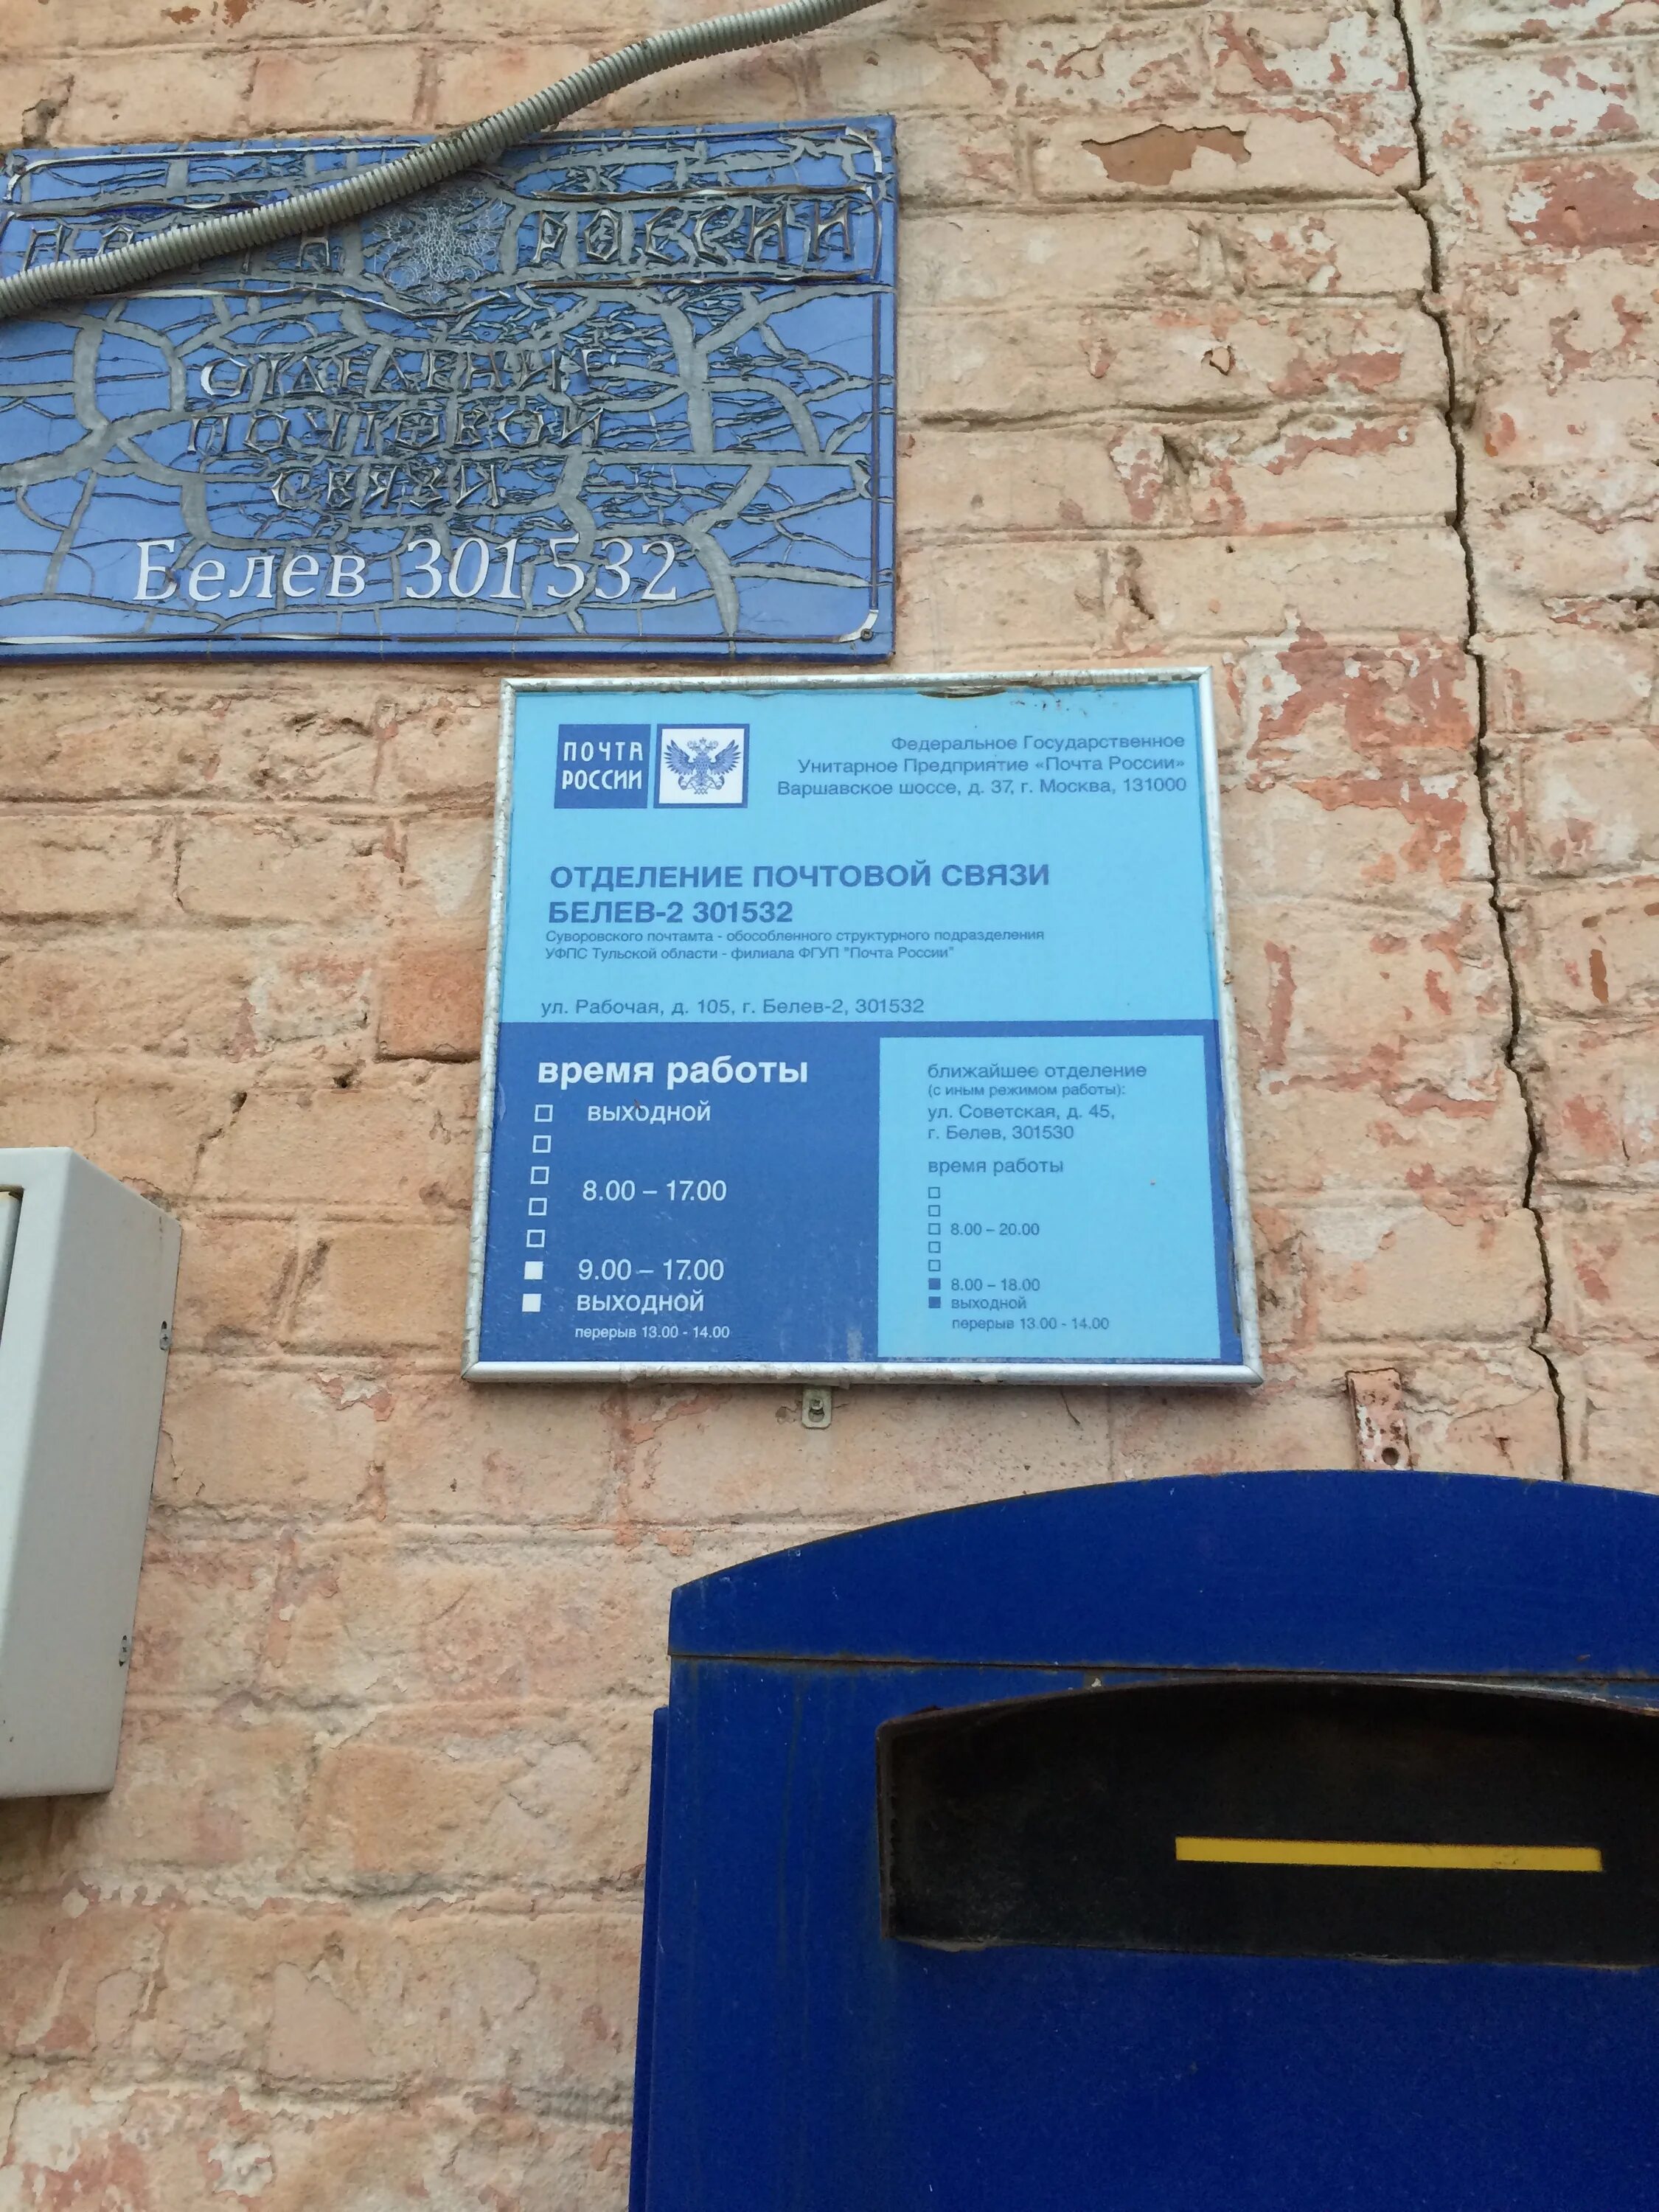 РОССИИ
ОТДЕЛЕНИЕ
ПОЧТОВОЙ
СВЯЗИ
Белев 301532
ПОЧТА
РОССИИ
Федеральное Государственное
Унитарное Предприятие «Почта России»
Варшавское шоссе, д. 37, г. Москва, 131000
ОТДЕЛЕНИЕ ПОЧТОВОЙ СВЯЗИ
БЕЛЕВ-2 301532
Суворовского почтамта - обособленного структурного подразделения
УФПС Тульской области - филиала ФГУП "Почта России"
ул. Рабочая, д. 105, г. Белев-2, 301532
время работы
выходной
8.00 – 17.00
9.00 – 17.00
выходной
перерыв 13.00 - 14.00
ближайшее отделение
(с иным режимом работы):
ул. Советская, д. 45,
г. Белев, 301530
время работы
8.00 – 20.00
8.00 – 18.00
выходной
перерыв 13.00 - 14.00